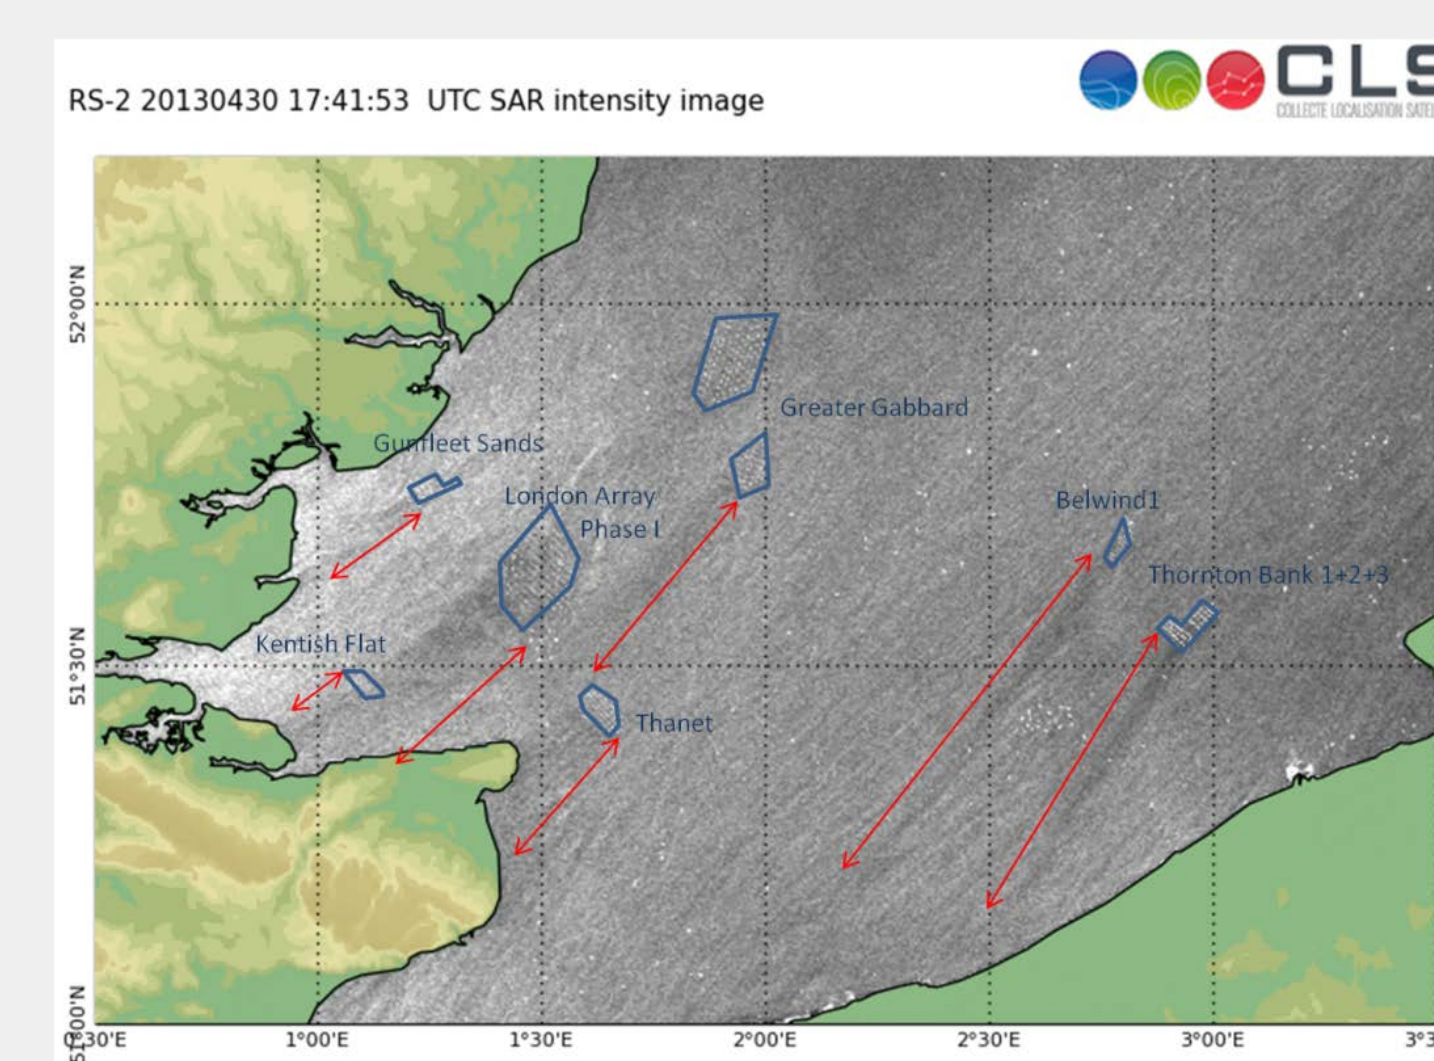 CLS
COLLECTE LOCALISATION
RS-2 20130430 17:41:53 UTC SAR intensity image
52°00'N
Greater Gabbard
Gunfleet Sands
London Array
Phase I
Belwind1
Thornton Bank 1+2+3
51°30'N
Kentish Flat
Thanet
51°00'N
0°30'E 1°00'E 1°30'E 2°00'E 2°30'E 3°00'E 3°3